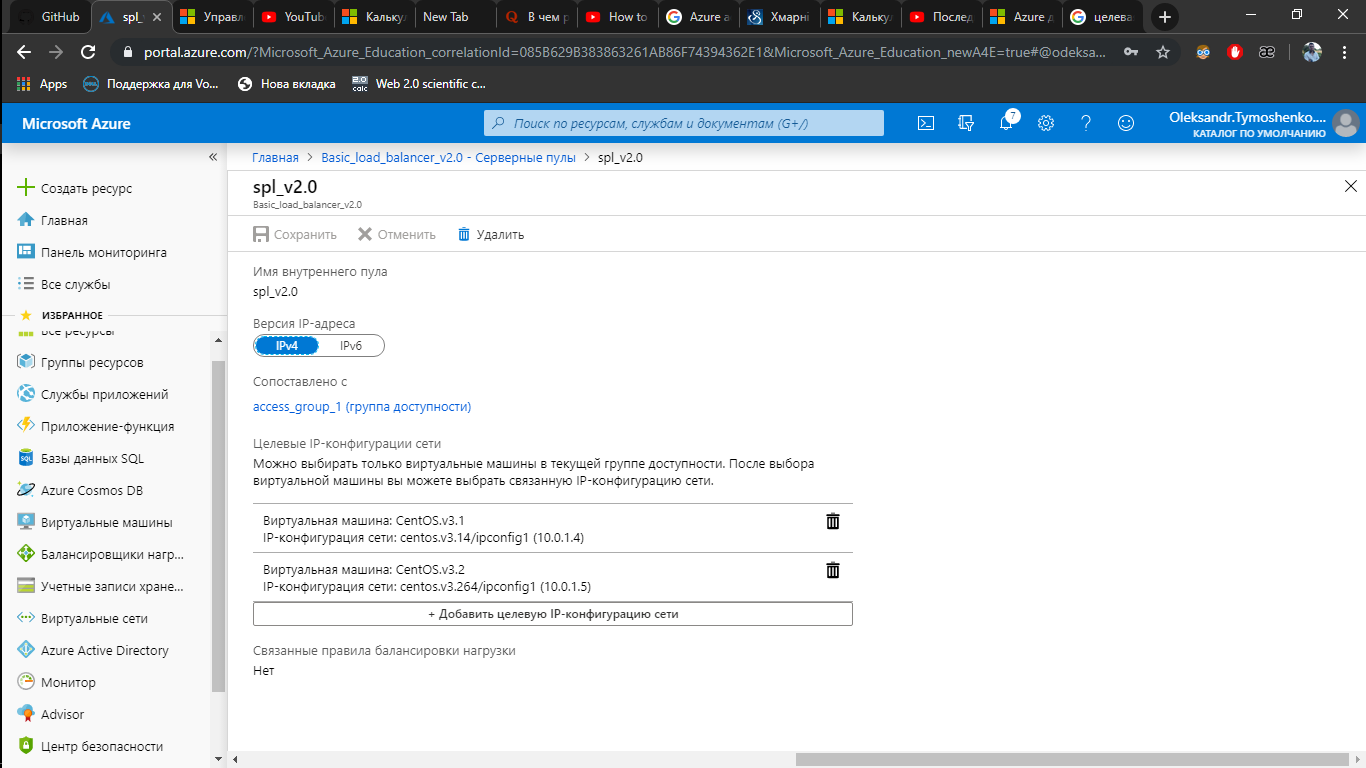 GitHub
spl_
Управл
YouTube
Кальку
New Tab
В чем р
How to
Azure a
Хмарні
Кальку
Послед
Azure д
целева
portal.azure.com/?Microsoft_Azure_Education_correlationId=085B629B383863261AB86F74394362E1&Microsoft_Azure_Education_newA4E=true#@odeksa...
Apps
Поддержка для Vo...
Нова вкладка
Web 2.0 scientific c...
Microsoft Azure
Поиск по ресурсам, службам и документам (G+/)
7
Oleksandr.Tymoshenko....
КАТАЛОГ ПО УМОЛЧАНИЮ
«
Создать ресурс
Главная
Панель мониторинга
Все службы
ИЗБРАННОЕ
Все ресурсы
Группы ресурсов
Службы приложений
Приложение-функция
Базы данных SQL
Azure Cosmos DB
Виртуальные машины
Балансировщики нагр...
Учетные записи хране...
Виртуальные сети
Azure Active Directory
Монитор
Advisor
Центр безопасности
Главная > Basic_load_balancer_v2.0 - Серверные пулы > spl_v2.0
spl_v2.0
Basic_load_balancer_v2.0
Сохранить Отменить Удалить
Имя внутреннего пула
spl_v2.0
Версия IP-адреса
IPv4 IPv6
Сопоставлено с
access_group_1 (группа доступности)
Целевые IP-конфигурации сети
Можно выбирать только виртуальные машины в текущей группе доступности. После выбора
виртуальной машины вы можете выбрать связанную IP-конфигурацию сети.
Виртуальная машина: CentOS.v3.1
IP-конфигурация сети: centos.v3.14/ipconfig1 (10.0.1.4)
Виртуальная машина: CentOS.v3.2
IP-конфигурация сети: centos.v3.264/ipconfig1 (10.0.1.5)
+ Добавить целевую IP-конфигурацию сети
Связанные правила балансировки нагрузки
Нет